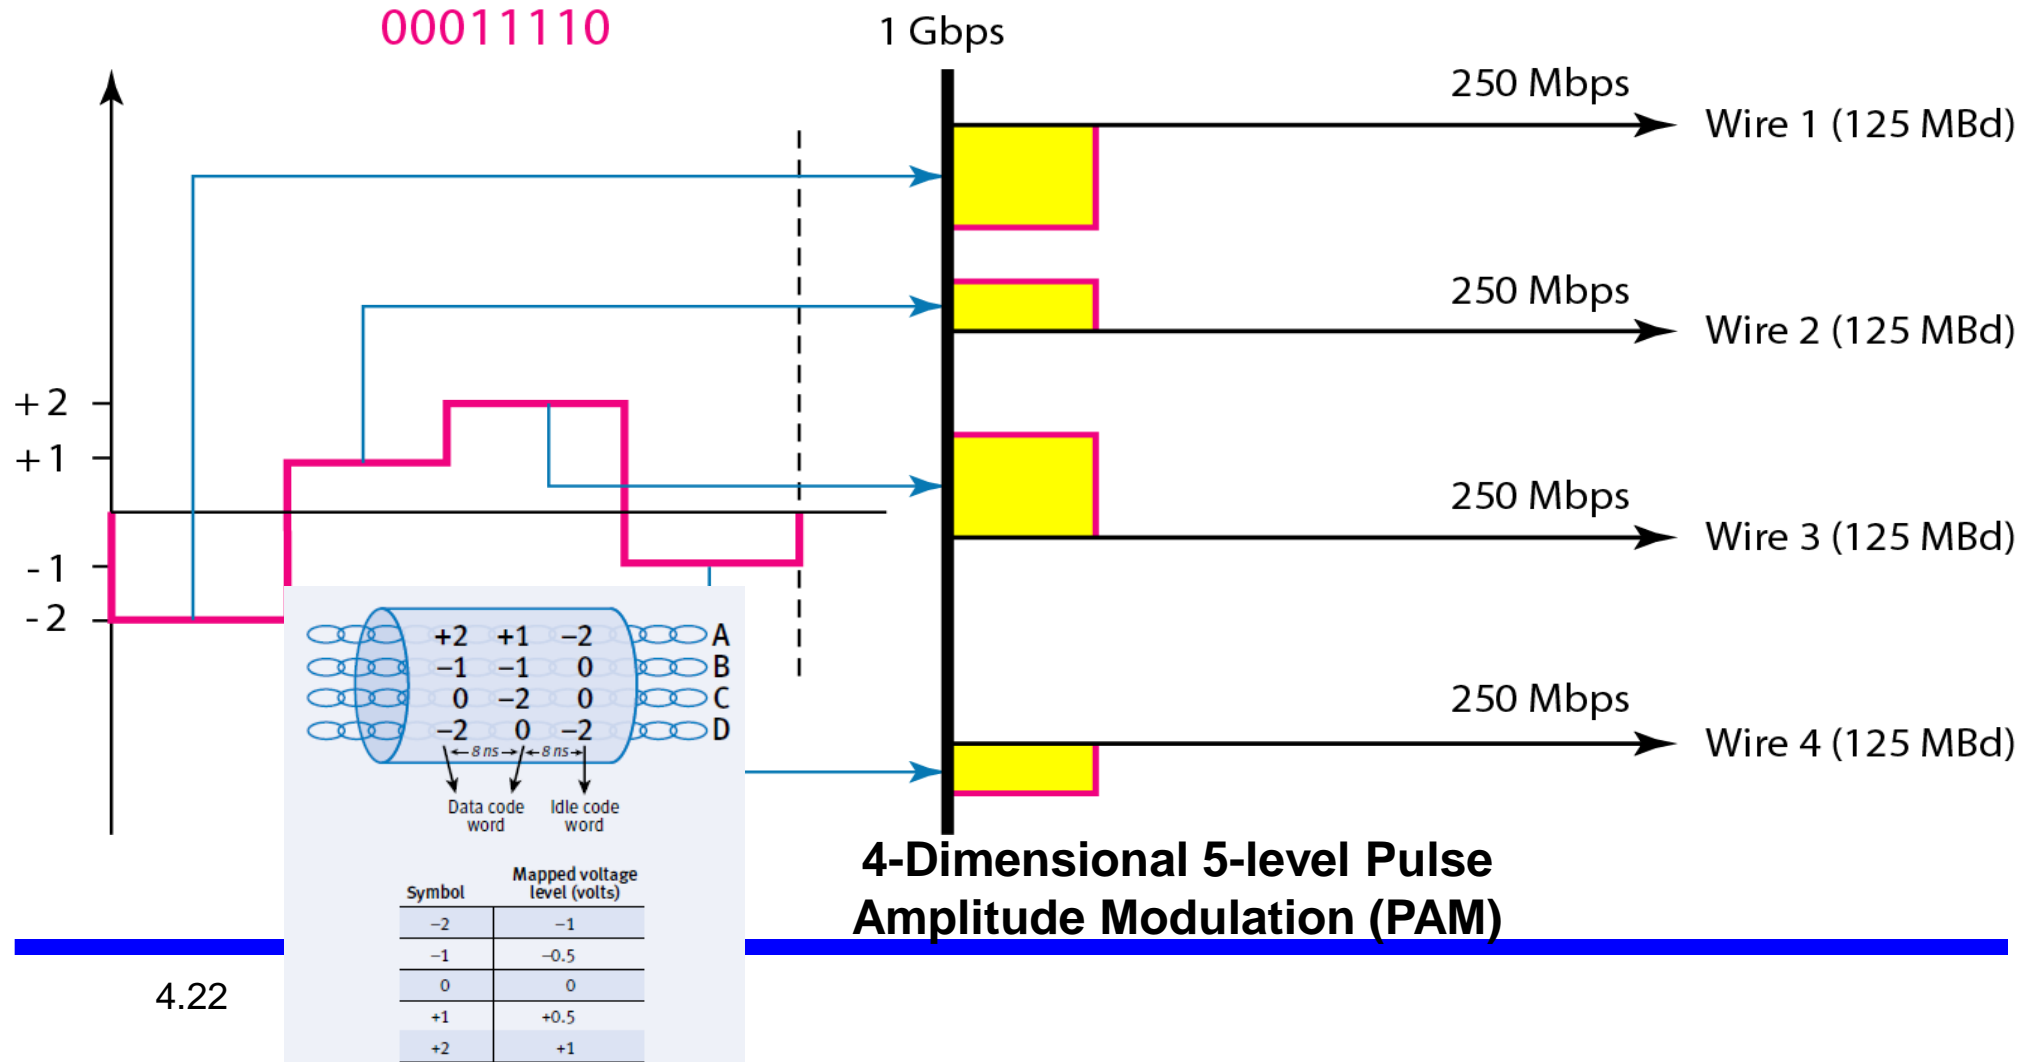 00011110
1 Gbps
250 Mbps
Wire 1 (125 MBd)
250 Mbps
Wire 2 (125 MBd)
+2
+1
-1
-2
250 Mbps
Wire 3 (125 MBd)
250 Mbps
Wire 4 (125 MBd)
+2 +1 −2 A
−1 −1 0 B
0 −2 0 C
−2 0 −2 D
8 ns 8 ns
Data code word
Idle code word
Symbol Mapped voltage level (volts)
−2 −1
−1 −0.5
0 0
+1 +0.5
+2 +1
4-Dimensional 5-level Pulse
Amplitude Modulation (PAM)
4.22